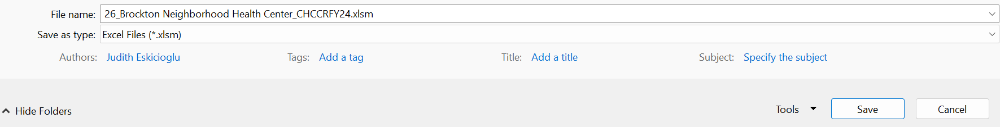 File name: 26_Brockton Neighborhood Health Center_CHCCRFY24.xlsm
Save as type: Excel Files (*.xlsm)
Authors: Judith Eskicioglu Tags: Add a tag Title: Add a title Subject: Specify the subject
Hide Folders Tools Save Cancel